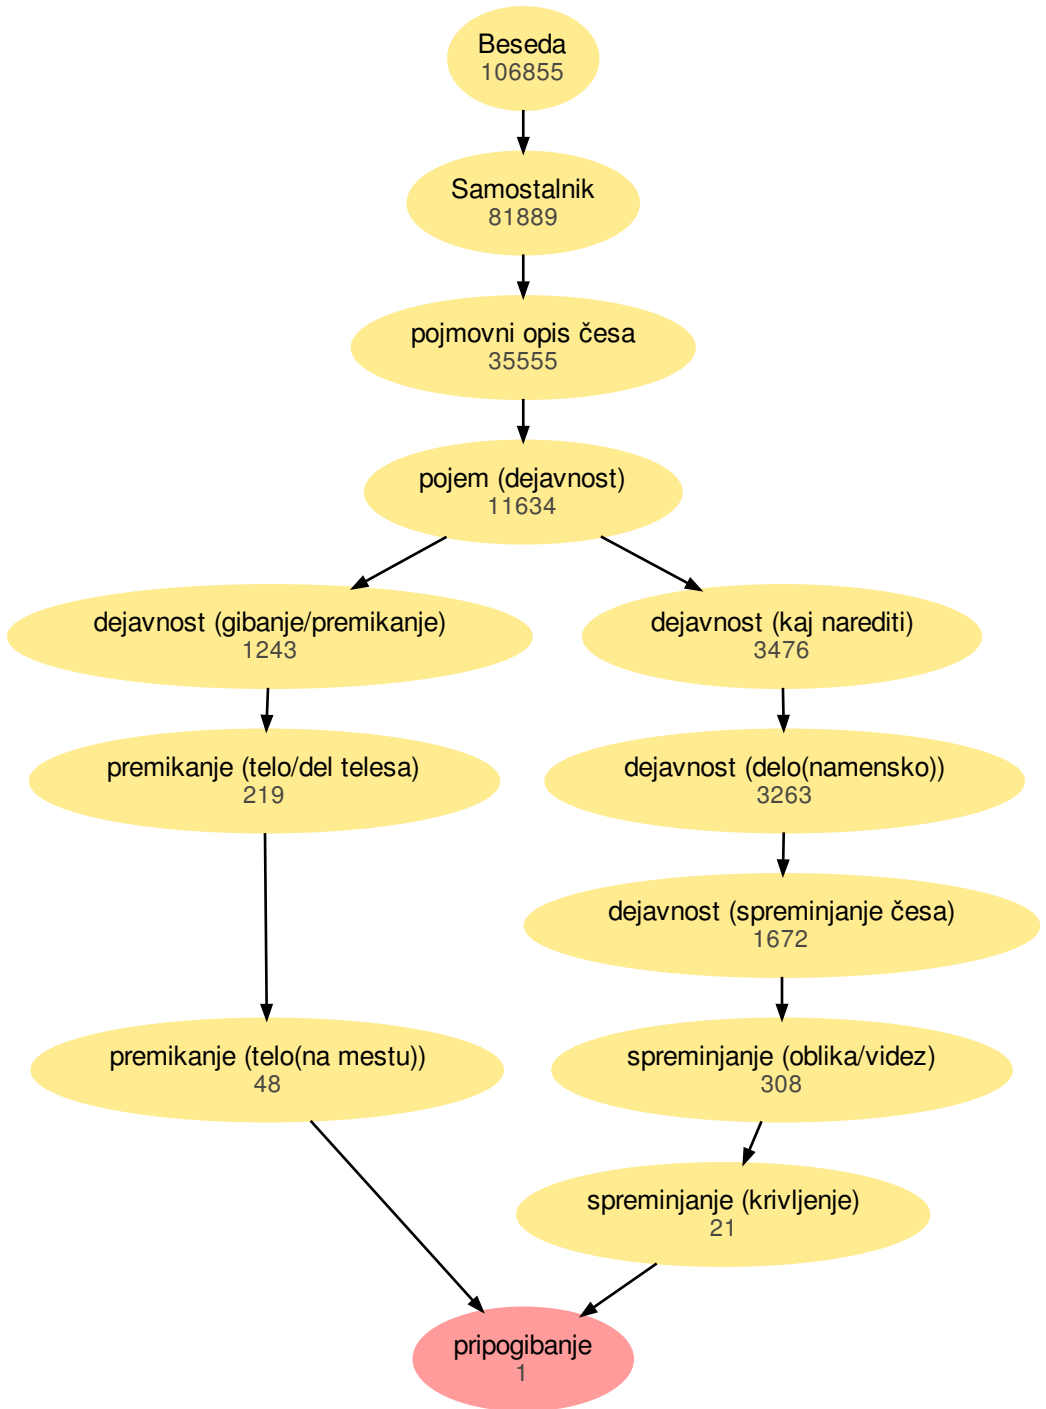 Beseda
106855
Samostalnik
81889
pojmovni opis česa
35555
pojem (dejavnost)
11634
dejavnost (gibanje/premikanje)
1243
dejavnost (kaj narediti)
3476
premikanje (telo/del telesa)
219
dejavnost (delo(namensko))
3263
dejavnost (spreminjanje česa)
1672
premikanje (telo(na mestu))
48
spreminjanje (oblika/videz)
308
spreminjanje (krivljenje)
21
pripogibanje
1